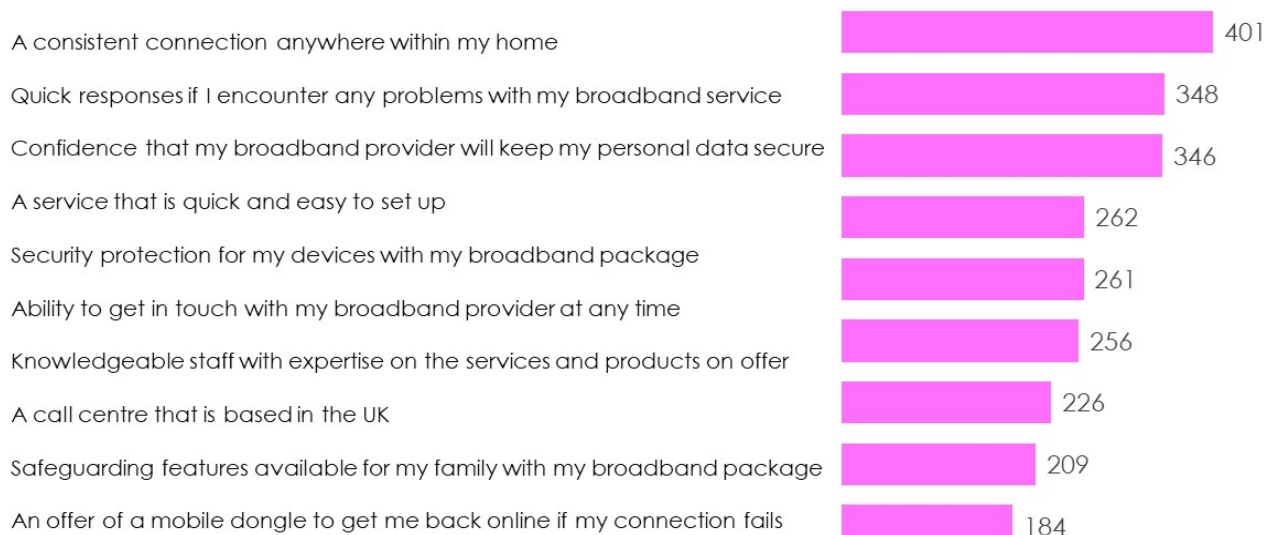 A consistent connection anywhere within my home
401
Quick responses if I encounter any problems with my broadband service
348
Confidence that my broadband provider will keep my personal data secure
346
A service that is quick and easy to set up
262
Security protection for my devices with my broadband package
261
Ability to get in touch with my broadband provider at any time
256
Knowledgeable staff with expertise on the services and products on offer
226
A call centre that is based in the UK
209
Safeguarding features available for my family with my broadband package
184
An offer of a mobile dongle to get me back online if my connection fails